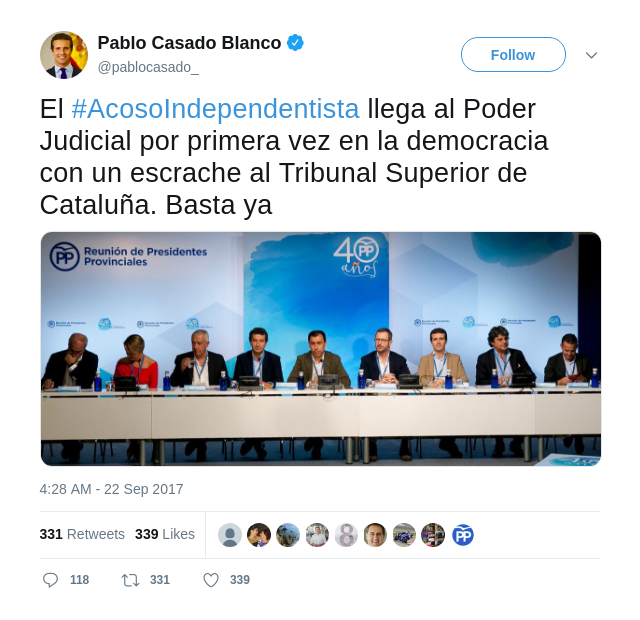 Pablo Casado Blanco
@pablocasado_
Follow
El #AcosoIndependentista llega al Poder
Judicial por primera vez en la democracia
con un escrache al Tribunal Superior de
Cataluña. Basta ya
PP Reunión de Presidentes
Provinciales
40 PP
años
4:28 AM - 22 Sep 2017
331 Retweets 339 Likes
PP
118 331 339